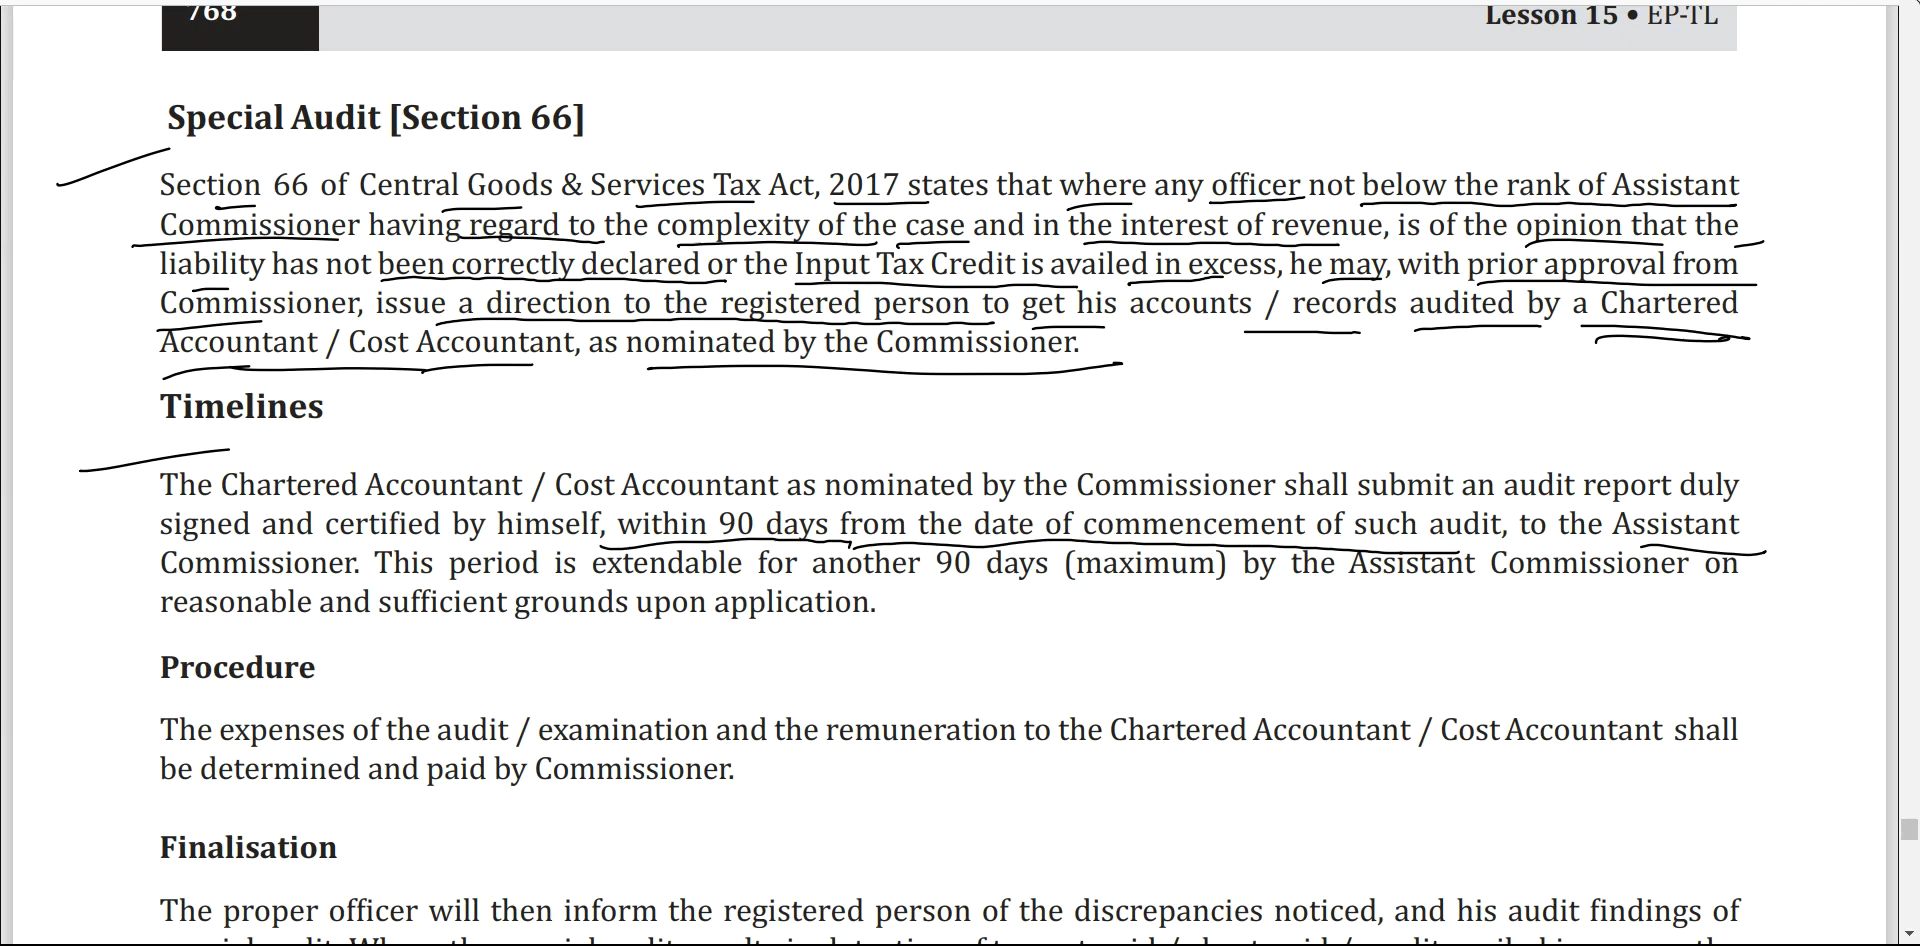 768
Lesson 15 • EP-TL
Special Audit [Section 66]
Section 66 of Central Goods & Services Tax Act, 2017 states that where any officer not below the rank of Assistant
Commissioner having regard to the complexity of the case and in the interest of revenue, is of the opinion that the
liability has not been correctly declared or the Input Tax Credit is availed in excess, he may, with prior approval from
Commissioner, issue a direction to the registered person to get his accounts / records audited by a Chartered
Accountant / Cost Accountant, as nominated by the Commissioner.
Timelines
The Chartered Accountant / Cost Accountant as nominated by the Commissioner shall submit an audit report duly
signed and certified by himself, within 90 days from the date of commencement of such audit, to the Assistant
Commissioner. This period is extendable for another 90 days (maximum) by the Assistant Commissioner on
reasonable and sufficient grounds upon application.
Procedure
The expenses of the audit / examination and the remuneration to the Chartered Accountant / Cost Accountant shall
be determined and paid by Commissioner.
Finalisation
The proper officer will then inform the registered person of the discrepancies noticed, and his audit findings of